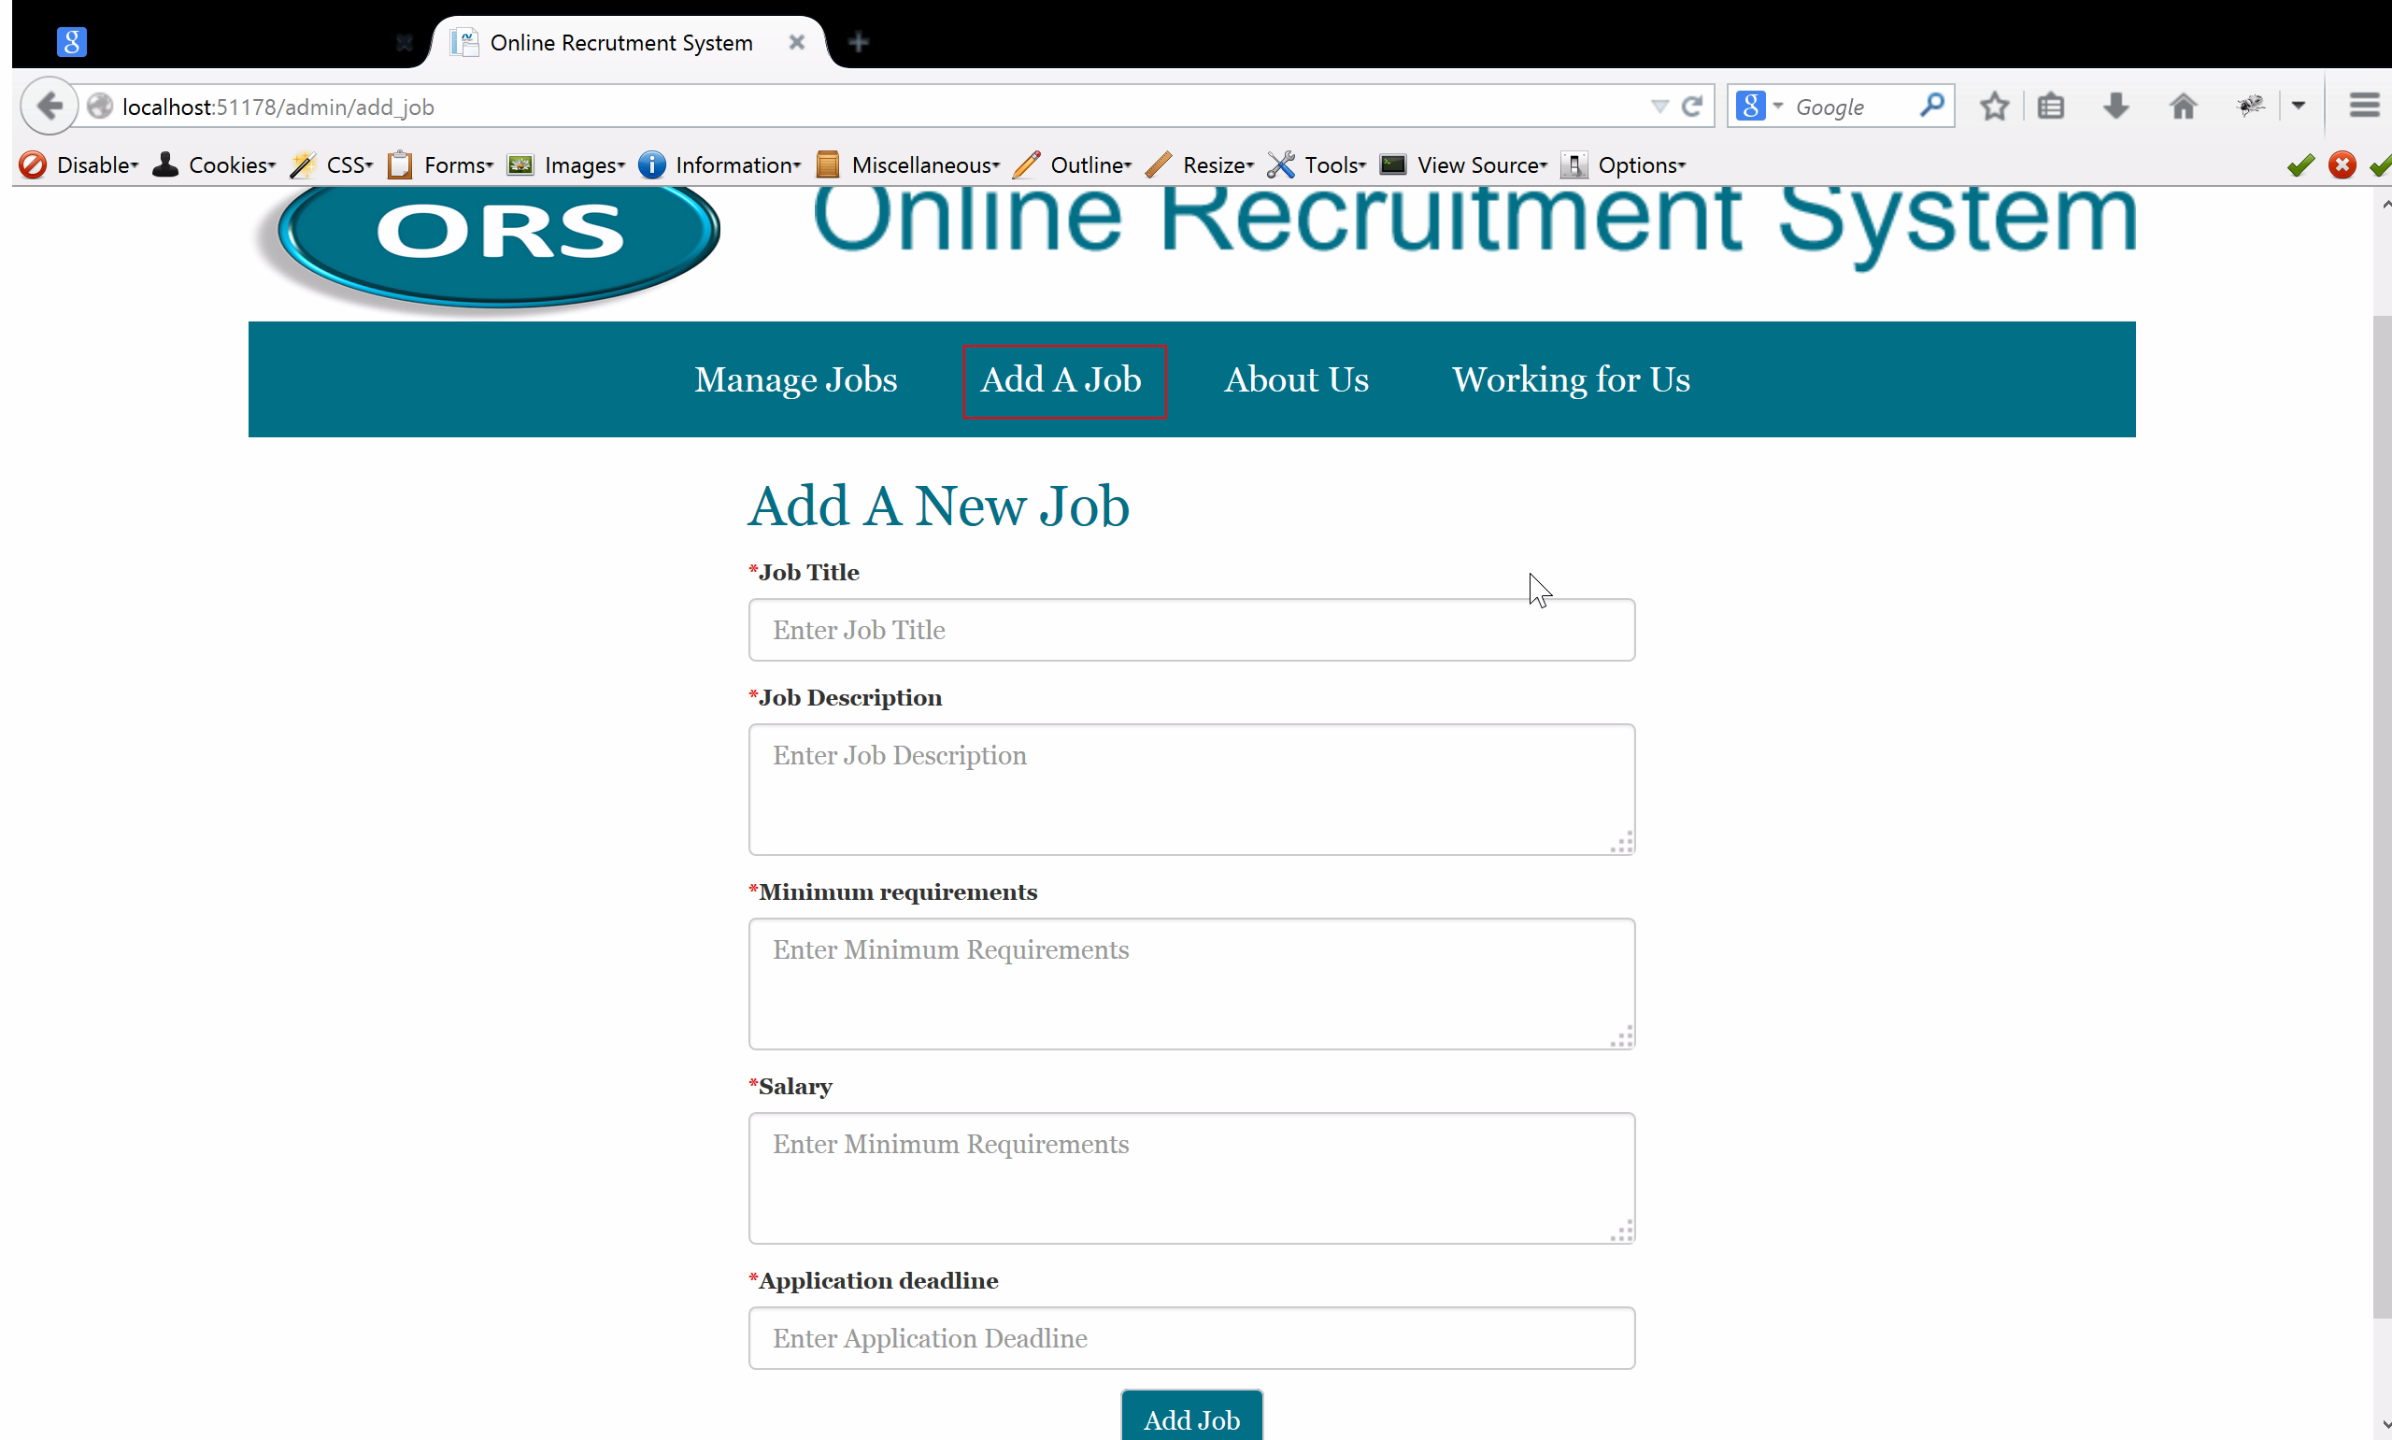 g Online Recrutment System
localhost:51178/admin/add_job g Google
Disable Cookies CSS Forms Images Information Miscellaneous Outline Resize Tools View Source Options
ORS Online Recruitment System
Manage Jobs Add A Job About Us Working for Us
Add A New Job
*Job Title
Enter Job Title
*Job Description
Enter Job Description
*Minimum requirements
Enter Minimum Requirements
*Salary
Enter Minimum Requirements
*Application deadline
Enter Application Deadline
Add Job